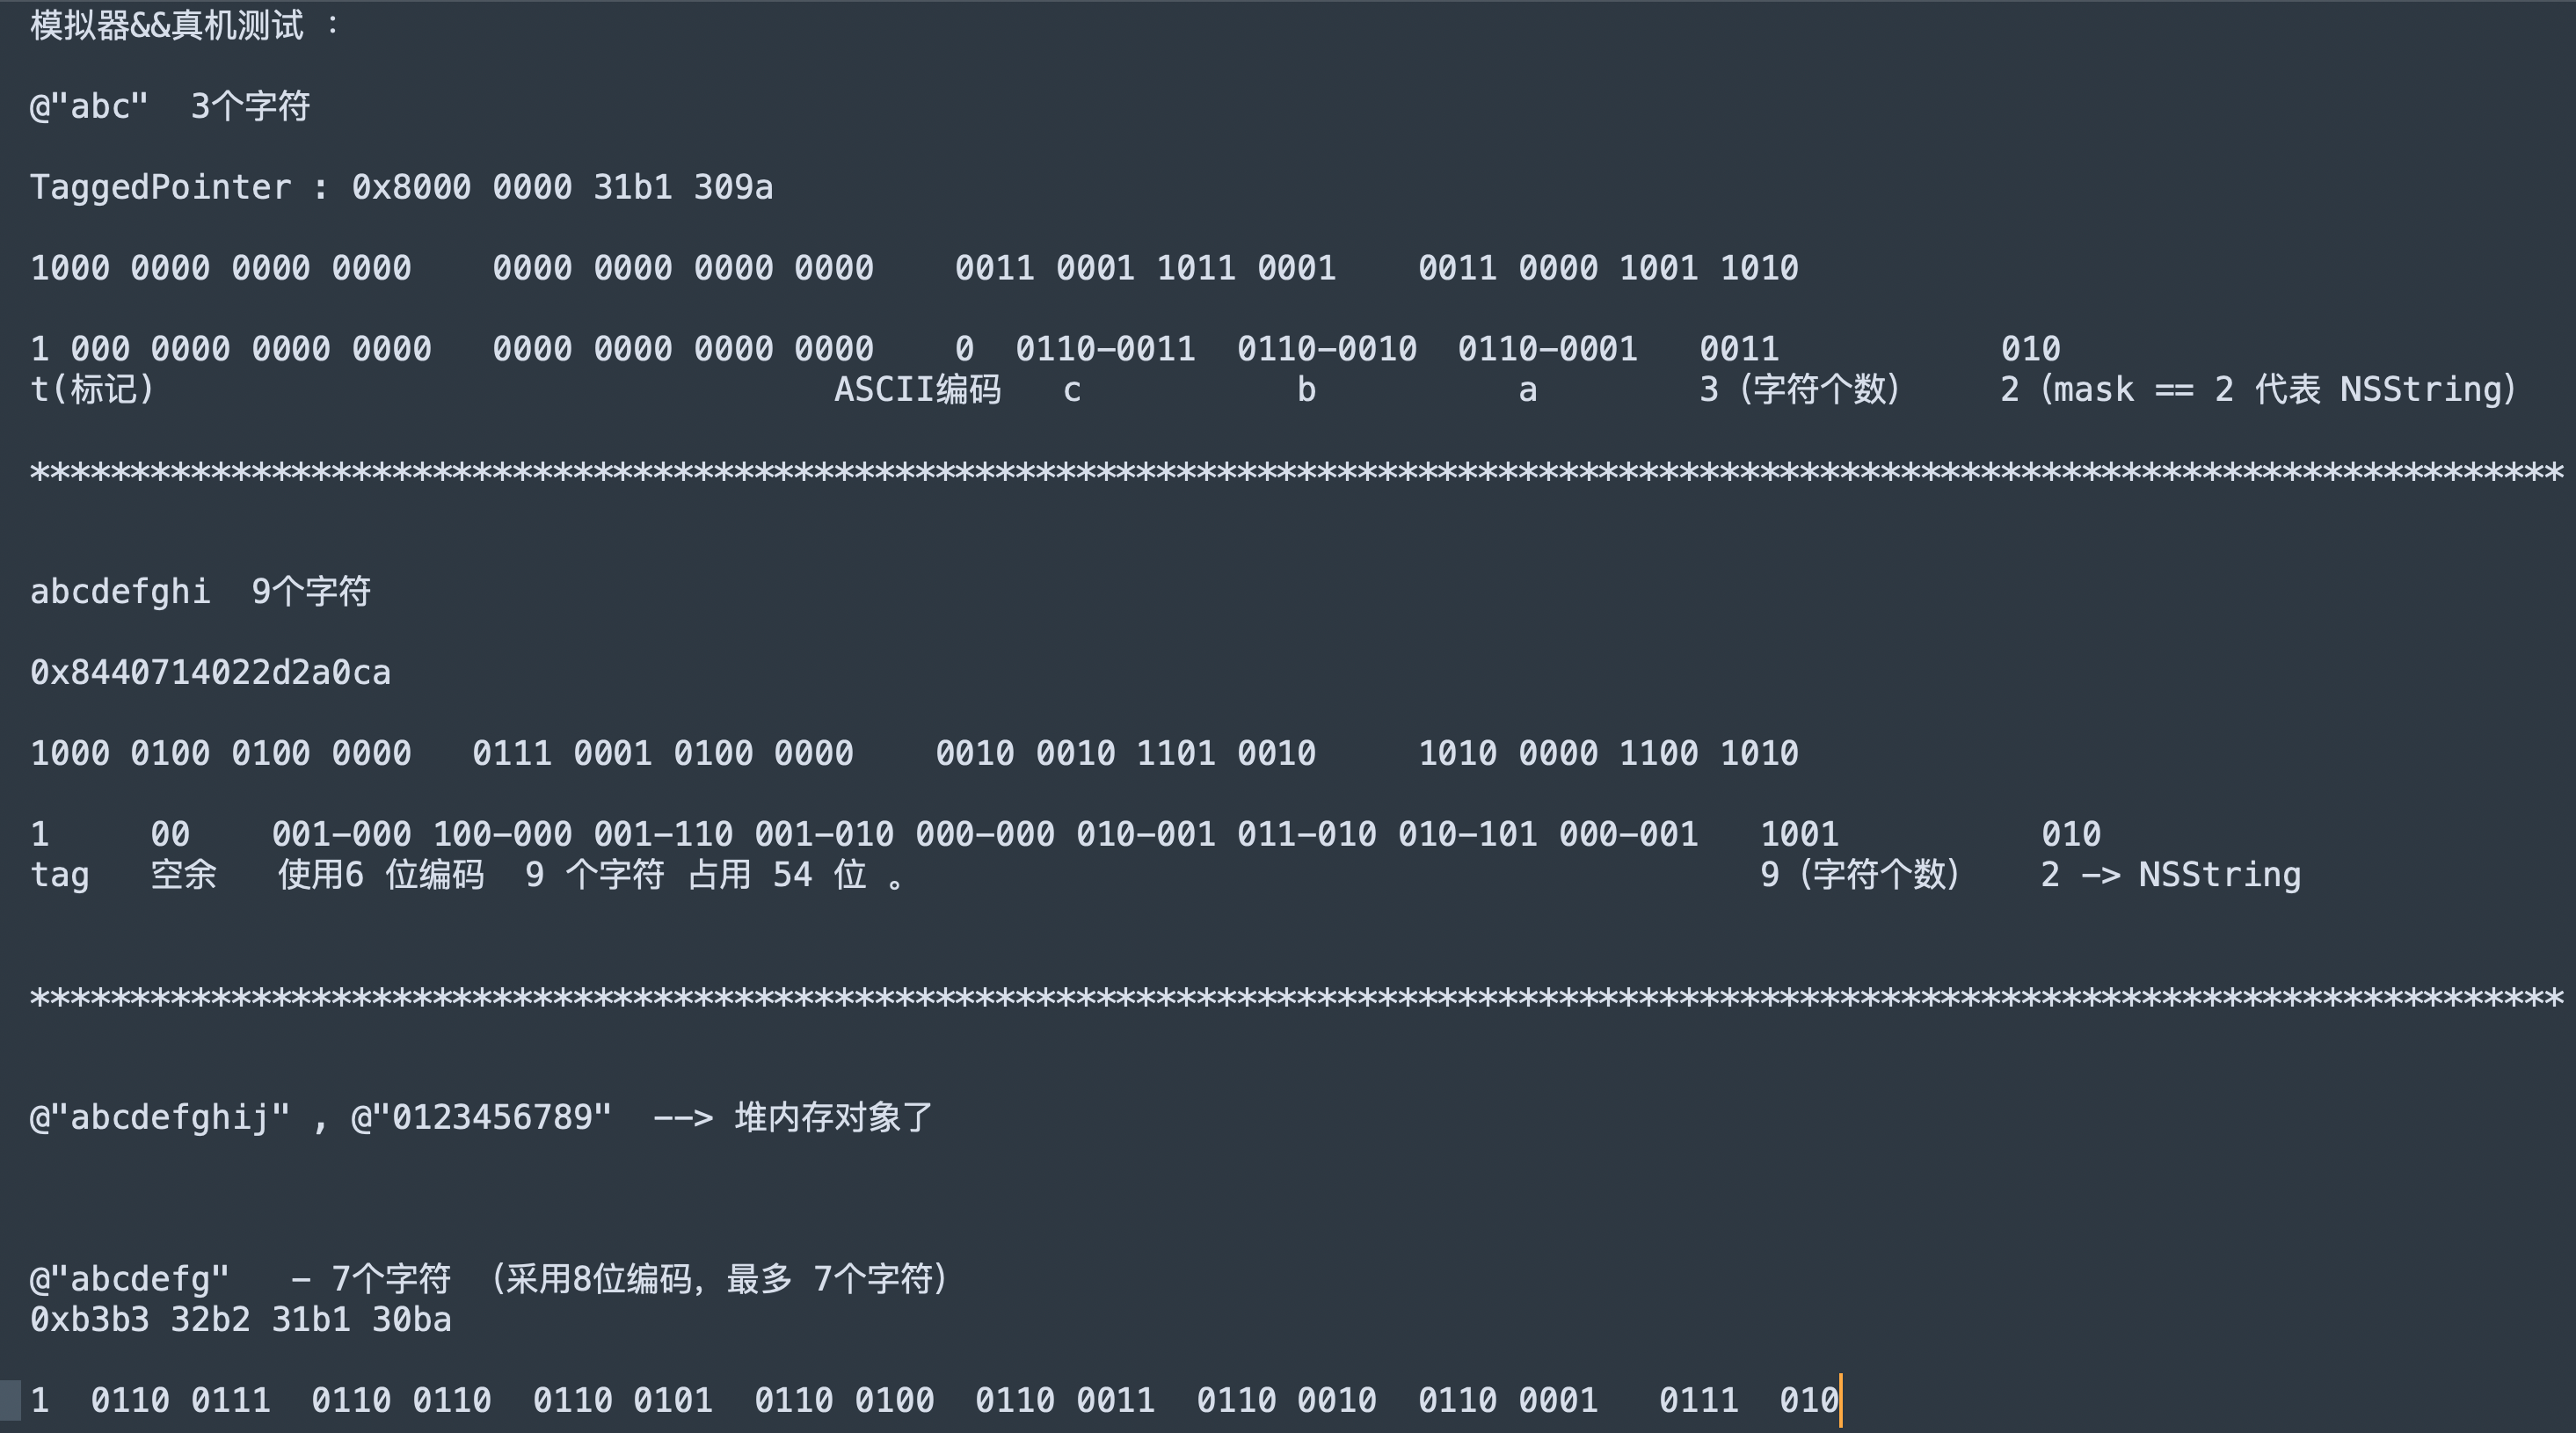 模拟器&&真机测试 :
@"abc"  3个字符
TaggedPointer : 0x8000 0000 31b1 309a
1000 0000 0000 0000    0000 0000 0000 0000    0011 0001 1011 0001    0011 0000 1001 1010
1 000 0000 0000 0000   0000 0000 0000 0000    0  0110-0011  0110-0010  0110-0001   0011           010
t(标记)                                  ASCII编码   c           b          a        3（字符个数）    2（mask == 2 代表 NSString）
******************************************************************************************************************************
abcdefghi  9个字符
0x8440714022d2a0ca
1000 0100 0100 0000   0111 0001 0100 0000    0010 0010 1101 0010     1010 0000 1100 1010
1     00    001-000 100-000 001-110 001-010 000-000 010-001 011-010 010-101 000-001   1001          010
tag   空余   使用6 位编码  9 个字符 占用 54 位 。                                           9（字符个数）   2 -> NSString
******************************************************************************************************************************
@"abcdefghij" , @"0123456789"  --> 堆内存对象了
@"abcdefg"   - 7个字符 （采用8位编码，最多 7个字符）
0xb3b3 32b2 31b1 30ba
1  0110 0111  0110 0110  0110 0101  0110 0100  0110 0011  0110 0010  0110 0001   0111  010